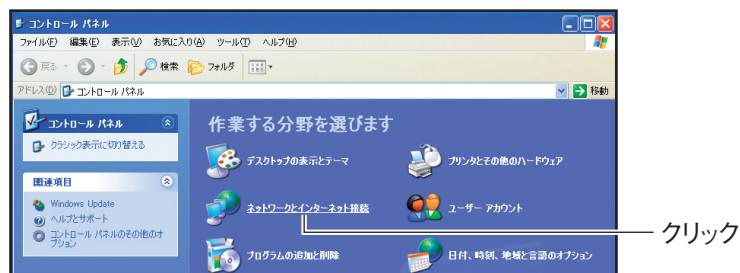 コントロール パネル
ファイル(F) 編集(E) 表示(V) お気に入り(A) ツール(T) ヘルプ(H)
戻る 検索 フォルダ
アドレス(D) コントロール パネル 移動
コントロール パネル
クラシック表示に切り替える
関連項目
Windows Update
ヘルプとサポート
コントロール パネルのその他のオ
プション
作業する分野を選びます
デスクトップの表示とテーマ
プリンタとその他のハードウェア
ネットワークとインターネット接続
ユーザー アカウント
プログラムの追加と削除
日付、時刻、地域と言語のオプション
クリック